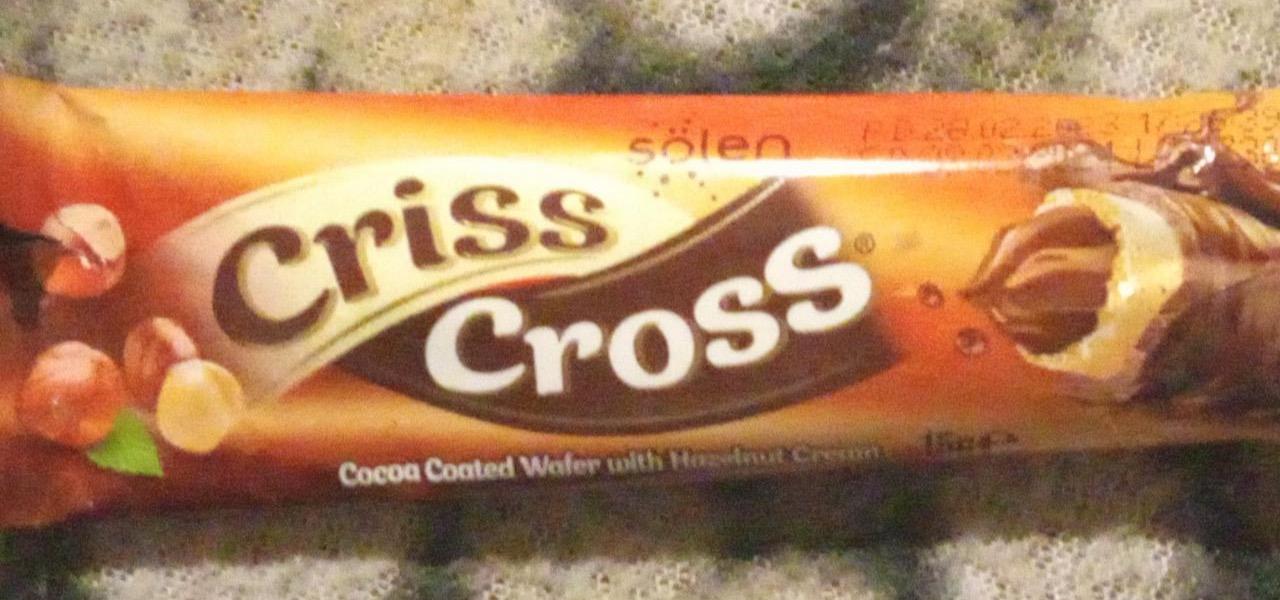 sölen
Criss
Cross®
Cocoa Coated Wafer with Hazelnut Cream